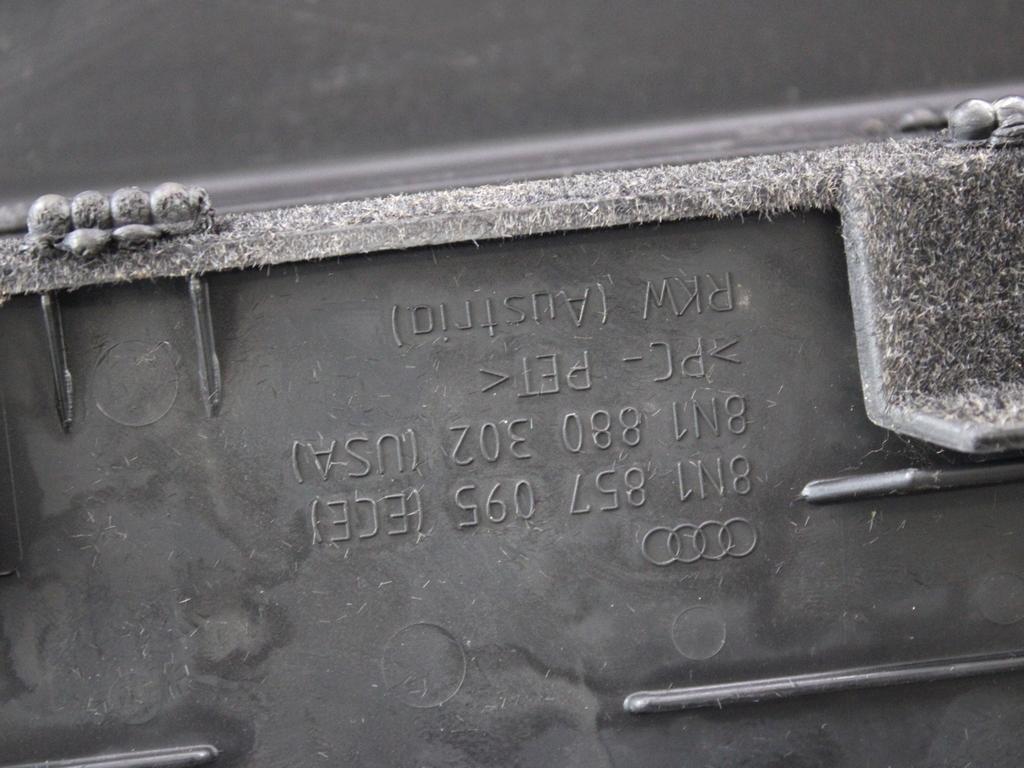 8N1 857 095 (ECE)
8N1 880 302 (USA)
>PC - PET<
RKW (Austria)